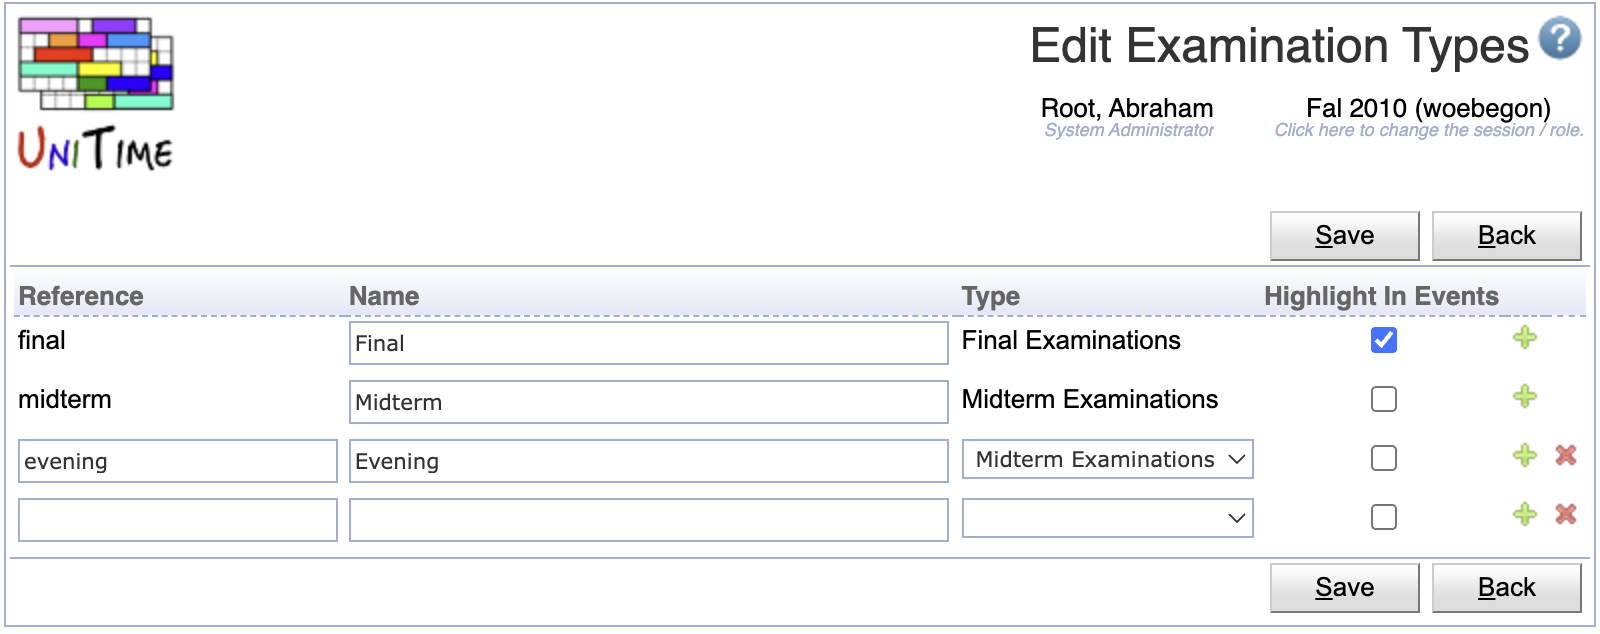 UNITIME
Edit Examination Types ?
Root, Abraham Fal 2010 (woebegon)
System Administrator Click here to change the session / role.
Save Back
Reference Name Type Highlight In Events
final Final Final Examinations
midterm Midterm Midterm Examinations
evening Evening Midterm Examinations
Save Back